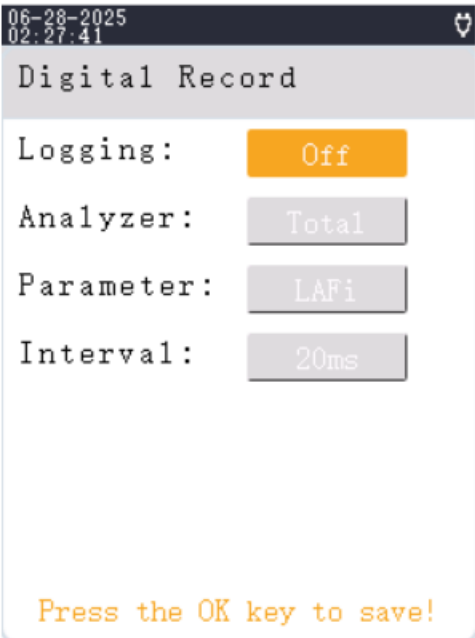 06-28-2025
02:27:41
Digital Record
Logging: Off
Analyzer: Total
Parameter: LAFi
Interval: 20ms
Press the OK key to save!